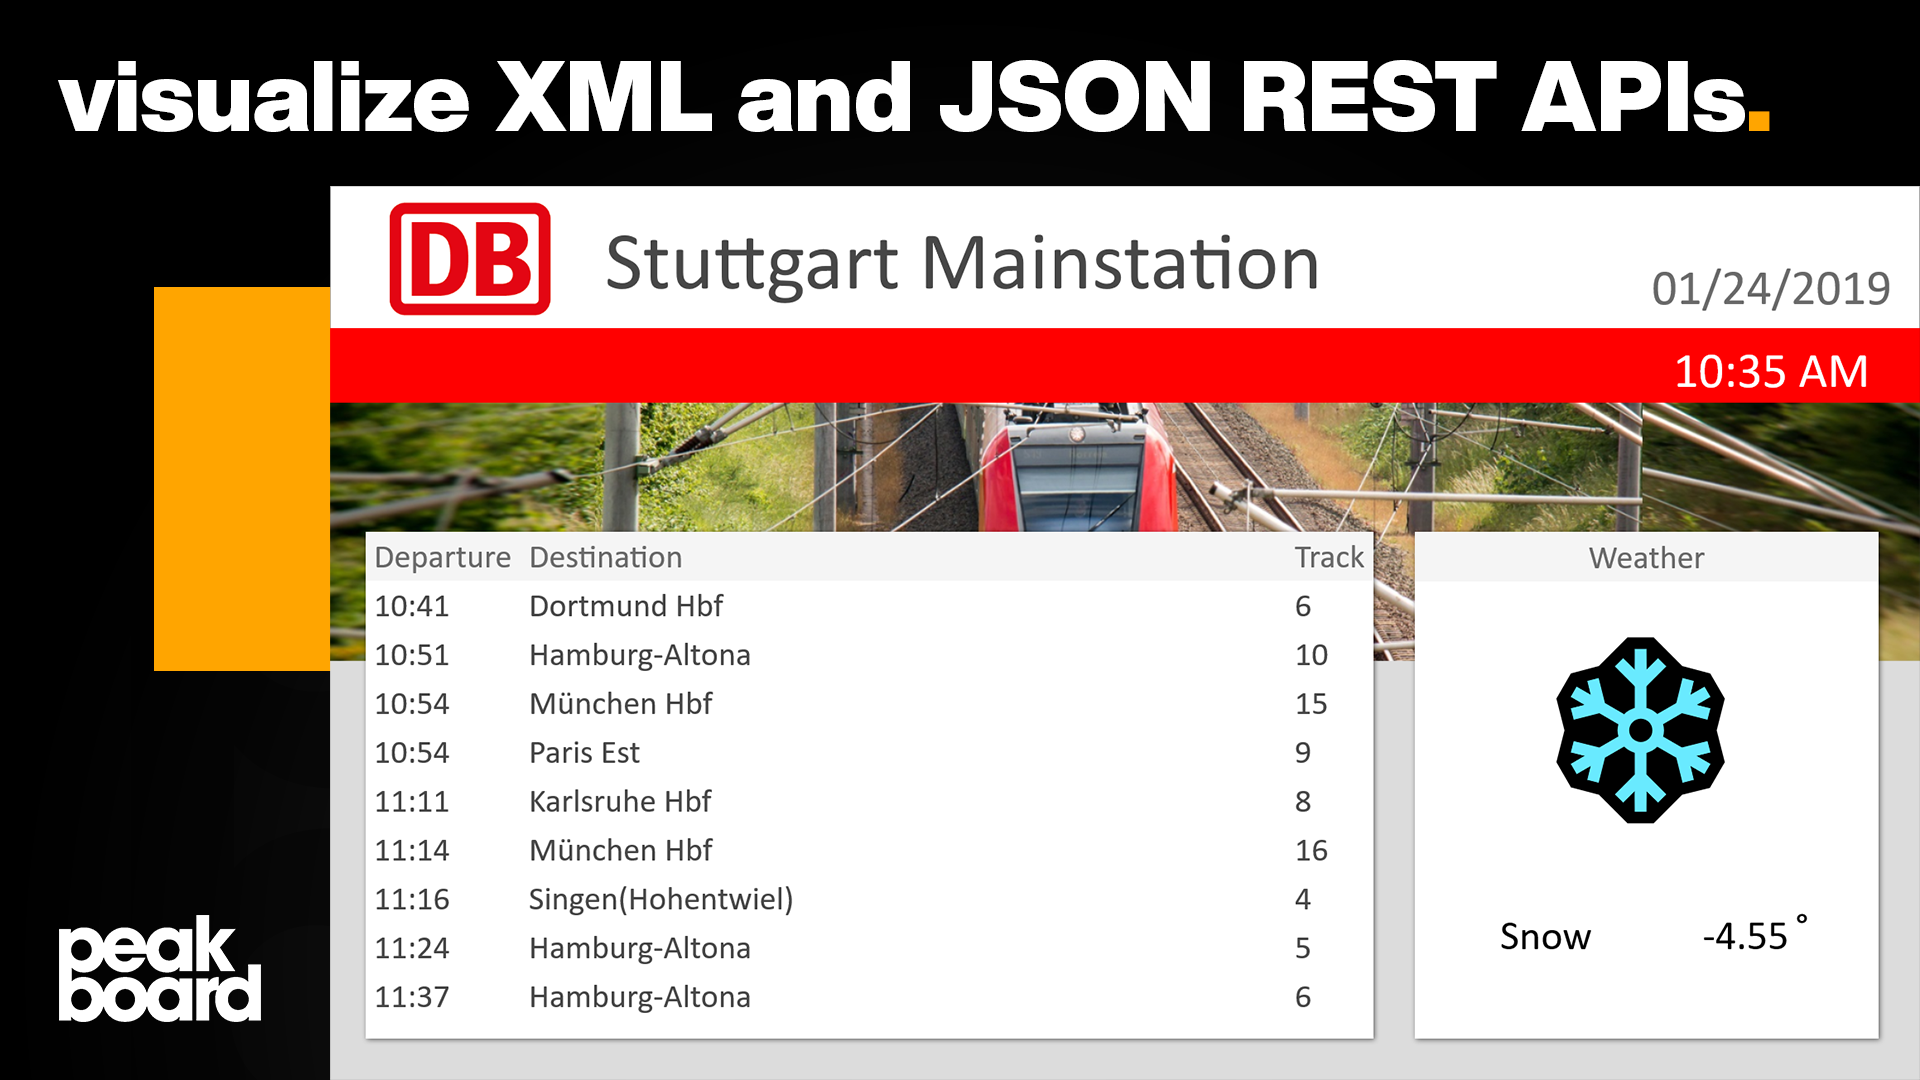 visualize XML and JSON REST APIs.
DB Stuttgart Mainstation
01/24/2019
10:35 AM
Departure Destination Track
10:41 Dortmund Hbf 6
10:51 Hamburg-Altona 10
10:54 München Hbf 15
10:54 Paris Est 9
11:11 Karlsruhe Hbf 8
11:14 München Hbf 16
11:16 Singen(Hohentwiel) 4
11:24 Hamburg-Altona 5
11:37 Hamburg-Altona 6
Weather
Snow -4.55°
peak
board